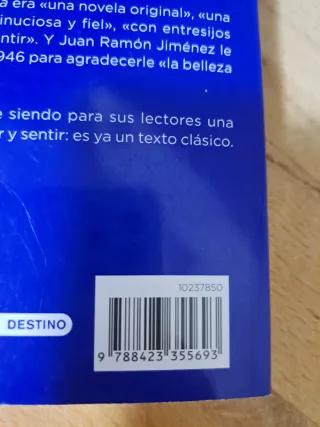 era «una novela original», «una
inuciosa y fiel», «con entresijos
ntir». Y Juan Ramón Jiménez le
946 para agradecerle «la belleza
e siendo para sus lectores una
r y sentir: es ya un texto clásico.
10237850
DESTINO
9 788423 355693